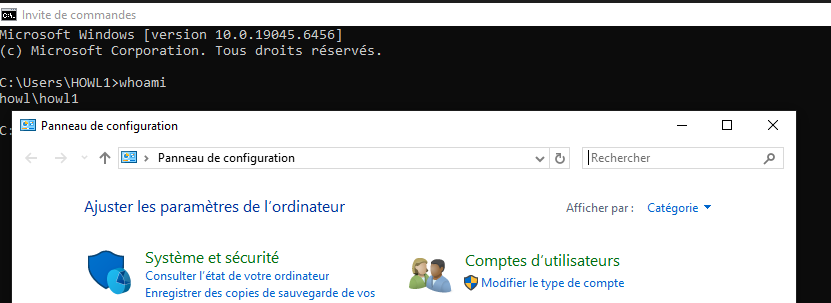 Invite de commandes
Microsoft Windows [version 10.0.19045.6456]
(c) Microsoft Corporation. Tous droits réservés.
C:\Users\HOWL1>whoami
howl\howl1
C:
Panneau de configuration
Panneau de configuration
Rechercher
Ajuster les paramètres de l'ordinateur
Afficher par :
Catégorie
Système et sécurité
Consulter l'état de votre ordinateur
Enregistrer des copies de sauvegarde de vos
Comptes d'utilisateurs
Modifier le type de compte